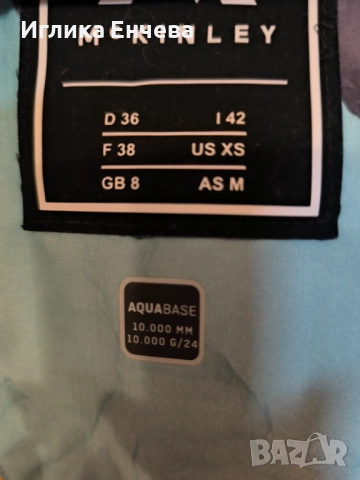 Иглика Енчева
McKINLEY
D 36 I 42
F 38 US XS
GB 8 AS M
AQUABASE
10.000 MM
10.000 G/24
BAZAR